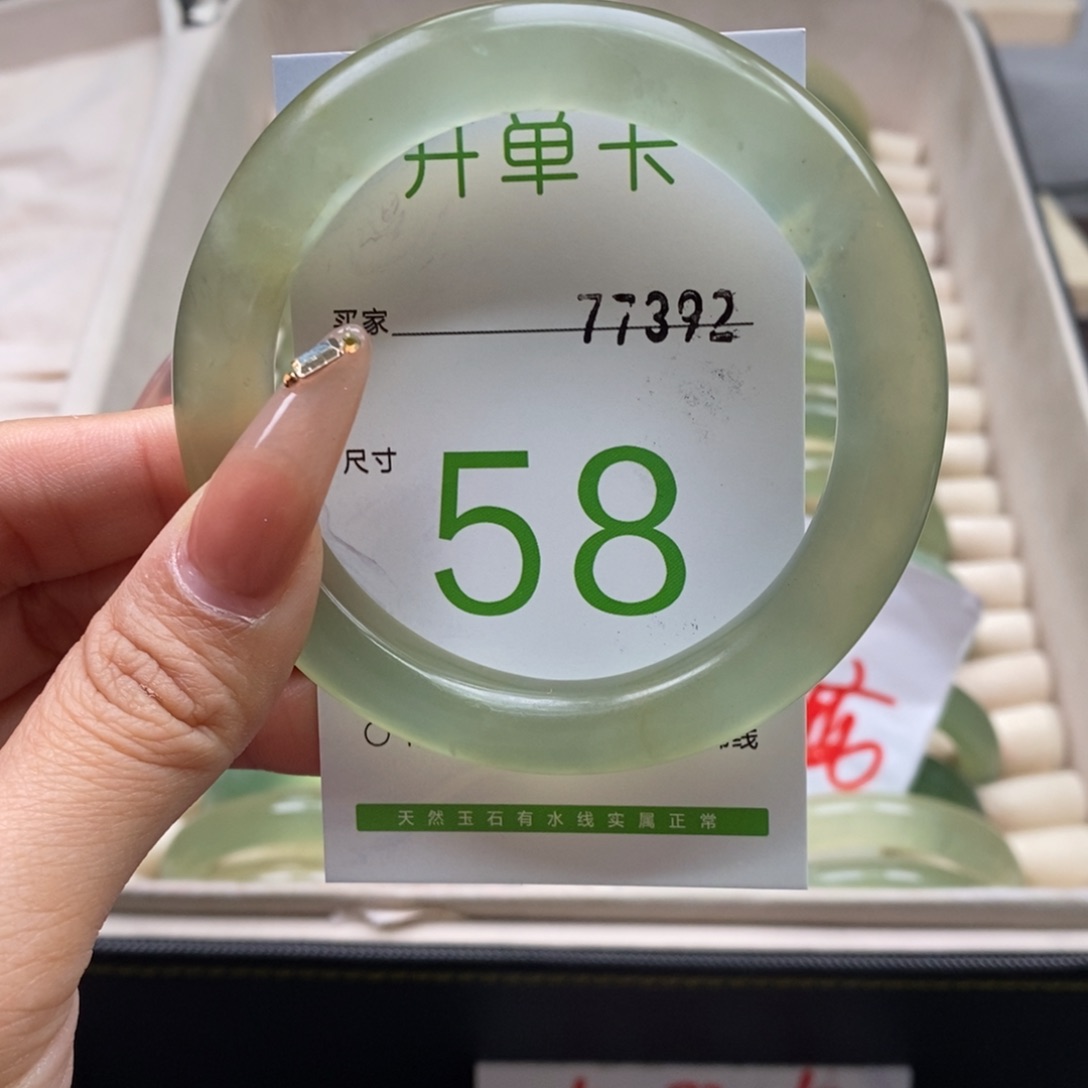 开单卡
买家 77392
尺寸 58
天然玉石有水线实属正常